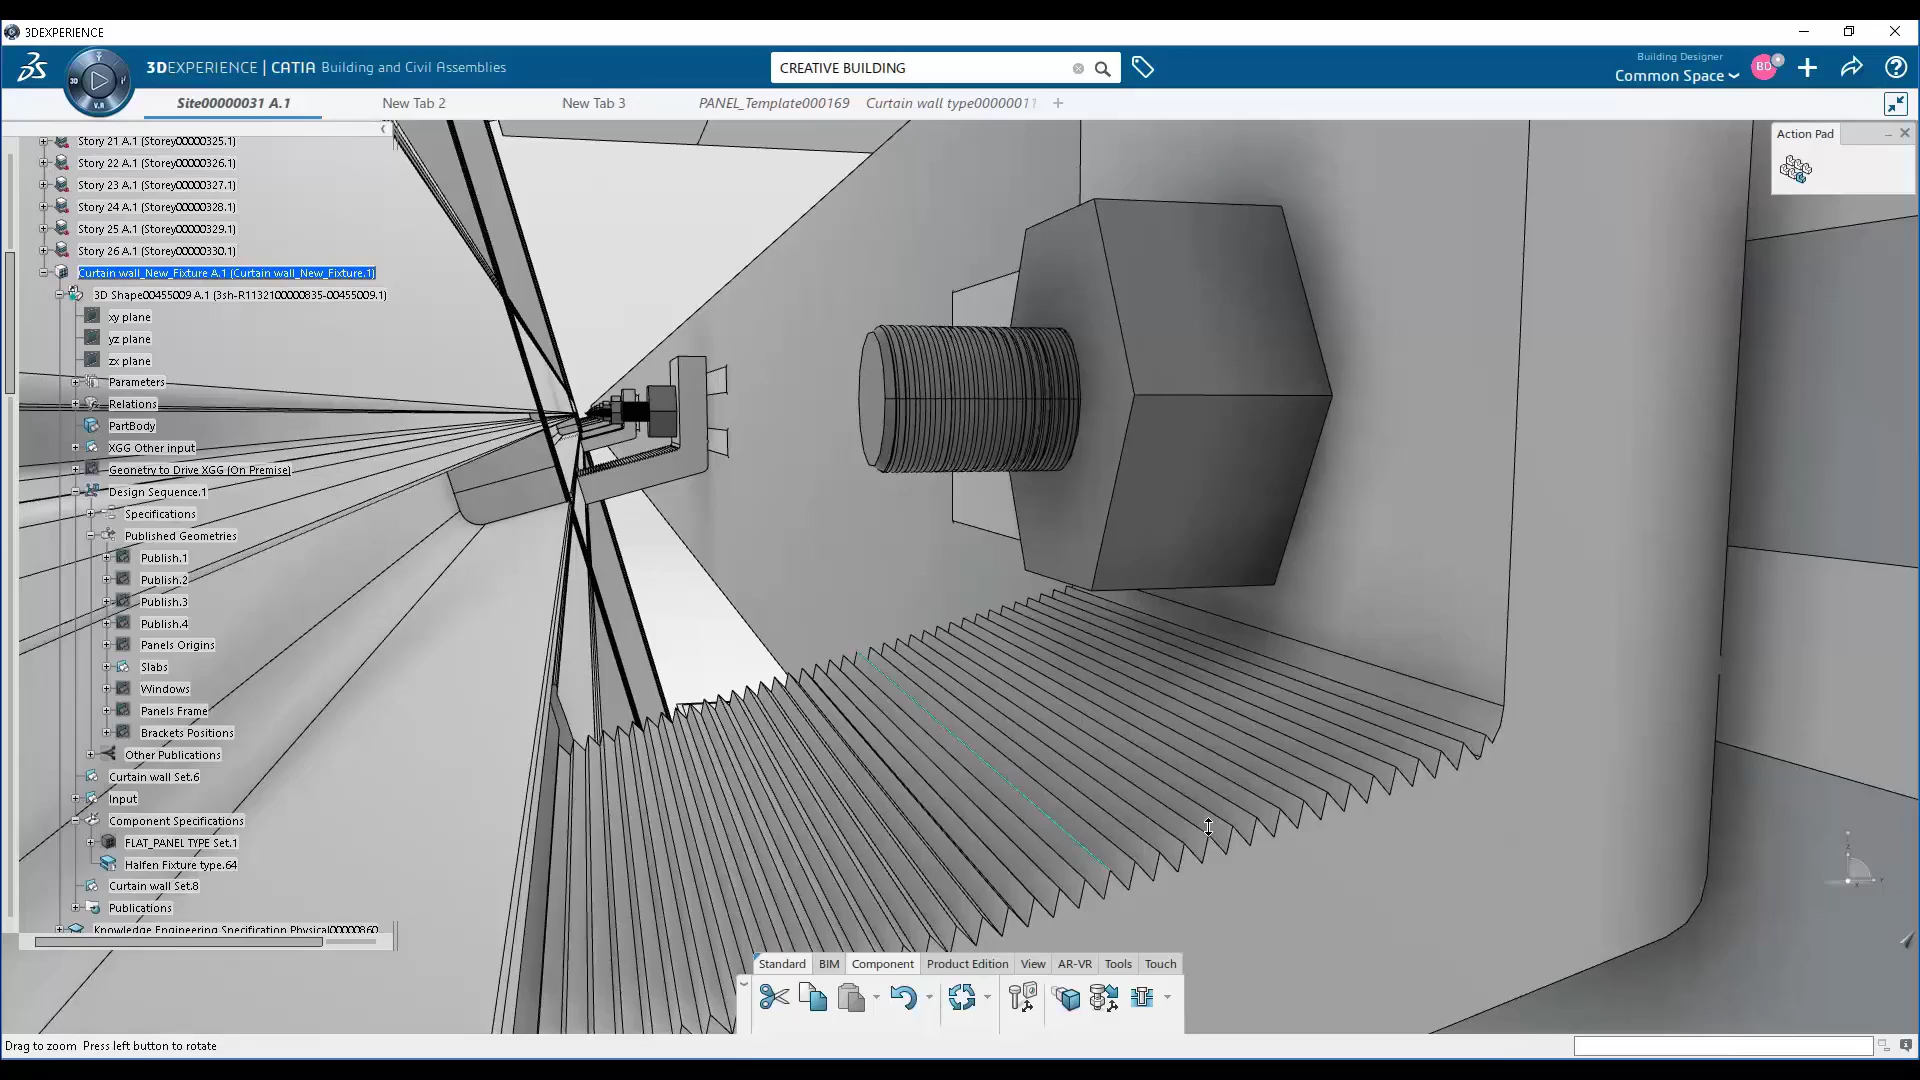 3DEXPERIENCE
3DEXPERIENCE | CATIA Building and Civil Assemblies
CREATIVE BUILDING
Building Designer
Common Space
BD
3D
V.R
Site00000031 A.1
New Tab 2
New Tab 3
PANEL_Template000169
Curtain wall type00000011
Action Pad
Story 21 A.1 (Storey00000325.1)
Story 22 A.1 (Storey00000326.1)
Story 23 A.1 (Storey00000327.1)
Story 24 A.1 (Storey00000328.1)
Story 25 A.1 (Storey00000329.1)
Story 26 A.1 (Storey00000330.1)
Curtain wall_New_Fixture A.1 (Curtain wall_New_Fixture.1)
3D Shape00455009 A.1 (3sh-R1132100000835-00455009.1)
xy plane
yz plane
zx plane
Parameters
Relations
PartBody
XGG Other input
Geometry to Drive XGG (On Premise)
Design Sequence.1
Specifications
Published Geometries
Publish.1
Publish.2
Publish.3
Publish.4
Panels Origins
Slabs
Windows
Panels Frame
Brackets Positions
Other Publications
Curtain wall Set.6
Input
Component Specifications
FLAT_PANEL TYPE Set.1
Halfen Fixture type.64
Curtain wall Set.8
Publications
Knowledge Engineering Specification Physical00000860
Standard
BIM
Component
Product Edition
View
AR-VR
Tools
Touch
Drag to zoom  Press left button to rotate